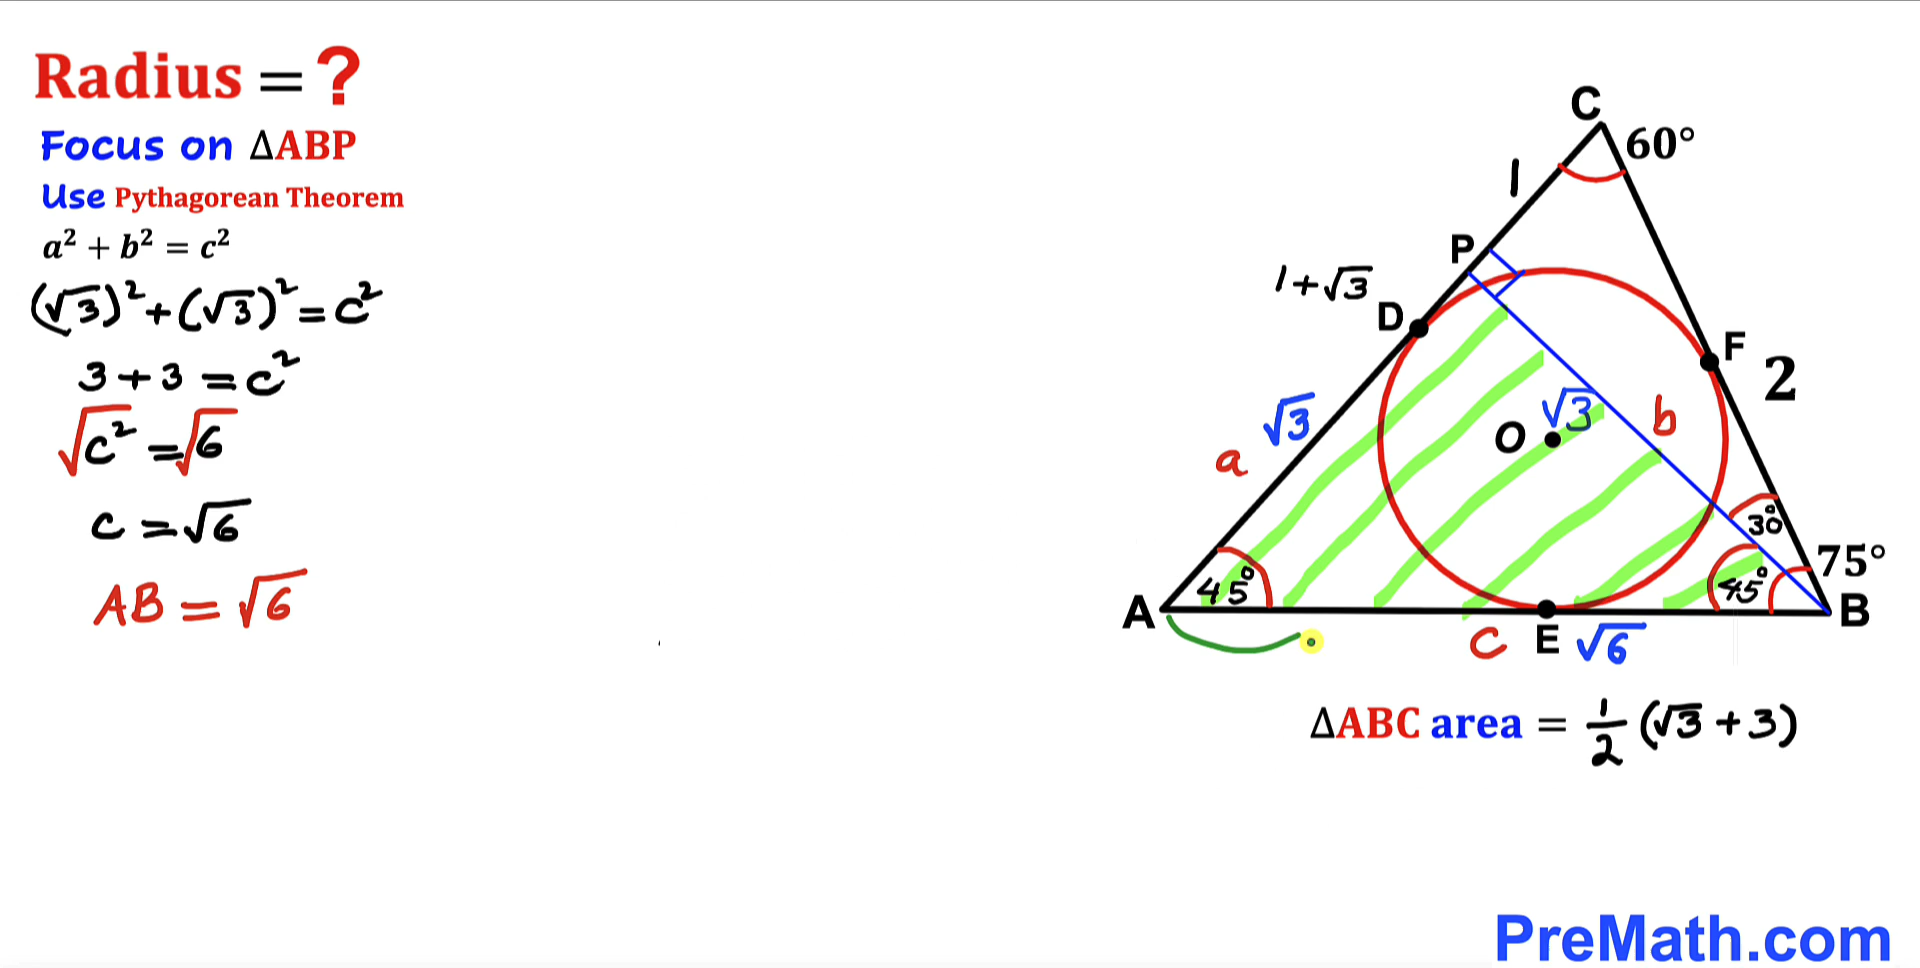 Radius = ?
Focus on ΔABP
Use Pythagorean Theorem
a² + b² = c²
(√3)² + (√3)² = c²
3 + 3 = c²
√c² = √6
c = √6
AB = √6
C
60°
1
P
1+√3
D
F
2
√3
√3
b
O
a
30°
75°
45°
45°
A
B
c
E
√6
ΔABC area = 1/2 (√3 + 3)
PreMath.com